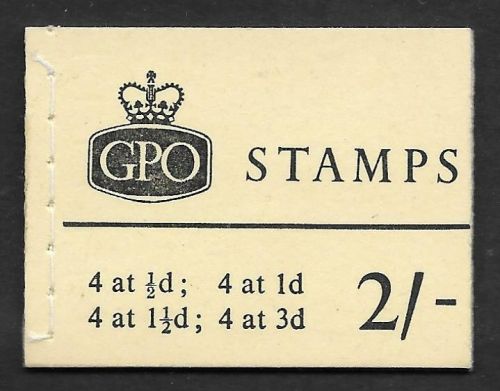 GPO STAMPS
4 at ½d; 4 at 1d
4 at 1½d; 4 at 3d 2/-